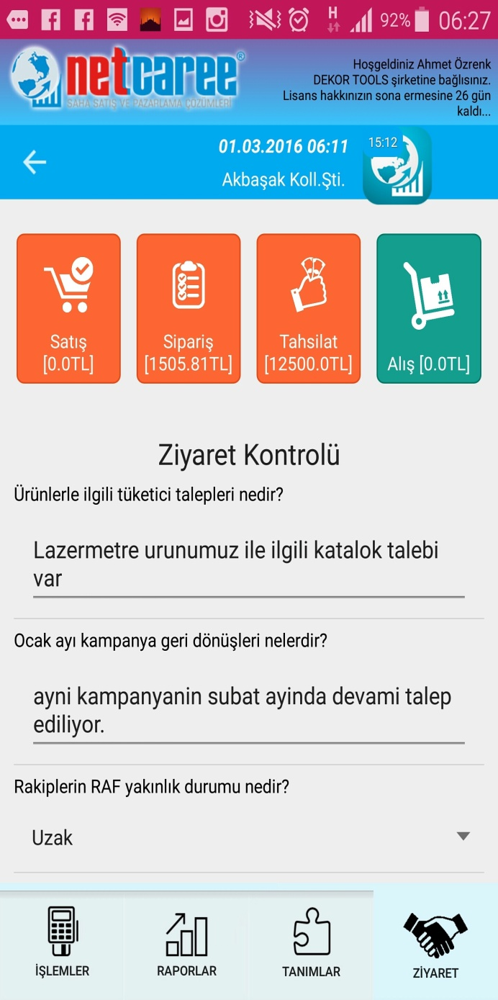 H 92% 06:27
netcaree®
SAHA SATIŞ VE PAZARLAMA ÇÖZÜMLERİ
Hoşgeldiniz Ahmet Özrenk
DEKOR TOOLS şirketine bağlısınız.
Lisans hakkınızın sona ermesine 26 gün
kaldı...
01.03.2016 06:11
15:12
Akbaşak Koll.Şti.
Satış
[0.0TL]
Sipariş
[1505.81TL]
Tahsilat
[12500.0TL]
Alış [0.0TL]
Ziyaret Kontrolü
Ürünlerle ilgili tüketici talepleri nedir?
Lazermetre urunumuz ile ilgili katalok talebi
var
Ocak ayı kampanya geri dönüşleri nelerdir?
ayni kampanyanin subat ayinda devami talep
ediliyor.
Rakiplerin RAF yakınlık durumu nedir?
Uzak
İŞLEMLER
RAPORLAR
TANIMLAR
ZİYARET